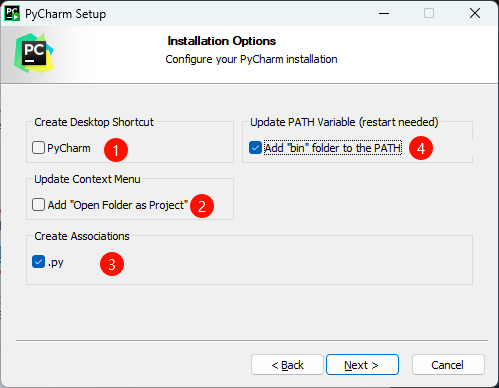 PyCharm Setup
PC
Installation Options
Configure your PyCharm installation
Create Desktop Shortcut
PyCharm
1
Update PATH Variable (restart needed)
Add "bin" folder to the PATH
4
Update Context Menu
Add "Open Folder as Project"
2
Create Associations
.py
3
< Back
Next >
Cancel